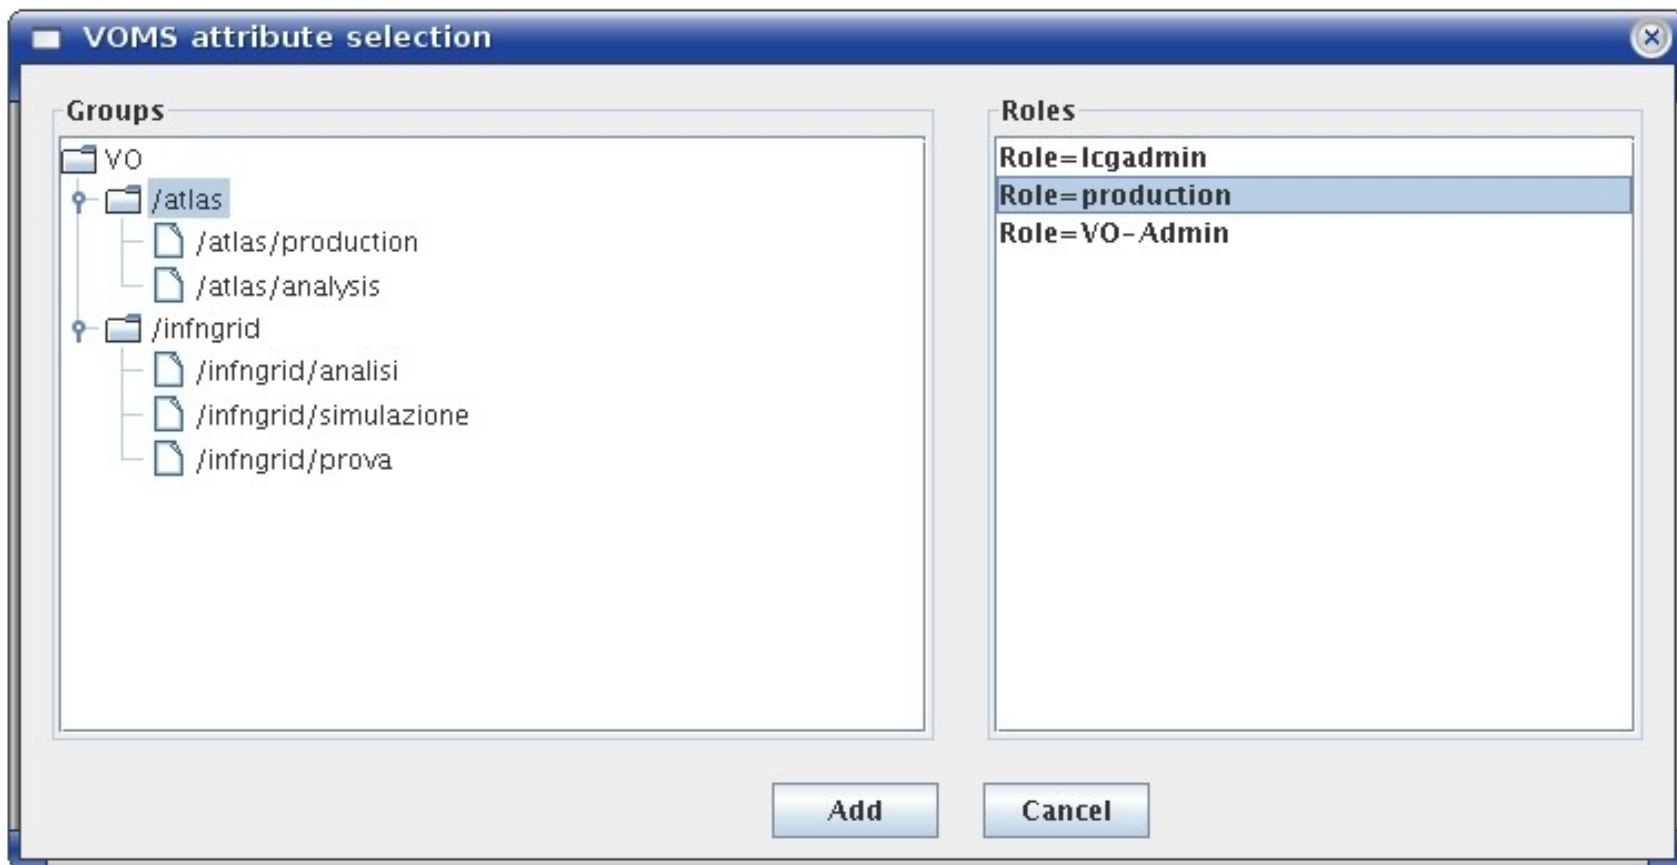 VOMS attribute selection
Groups
VO
/atlas
/atlas/production
/atlas/analysis
/infngrid
/infngrid/analisi
/infngrid/simulazione
/infngrid/prova
Roles
Role=lcgadmin
Role=production
Role=VO-Admin
Add
Cancel